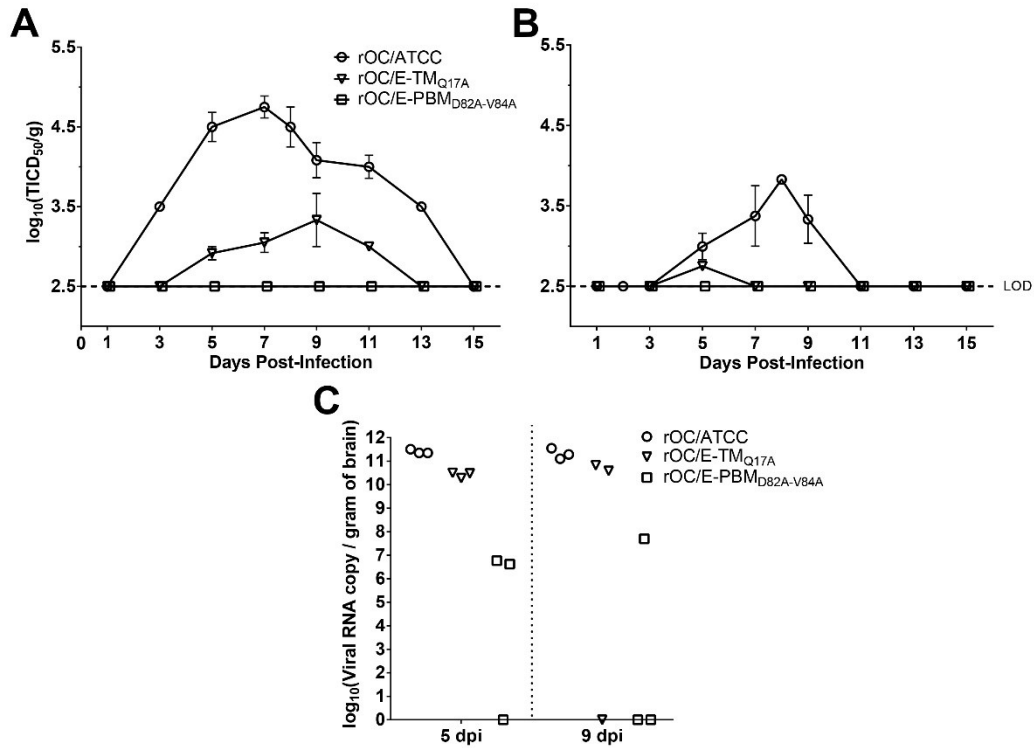 A
5.5
4.5
3.5
2.5
log10(TICD50/g)
0 1 3 5 7 9 11 13 15
Days Post-Infection
rOC/ATCC
rOC/E-TMQ17A
rOC/E-PBMD82A-V84A
B
5.5
4.5
3.5
2.5
LOD
1 3 5 7 9 11 13 15
Days Post-Infection
C
12
11
10
9
8
7
6
5
4
3
2
1
0
log10(Viral RNA copy / gram of brain)
5 dpi 9 dpi
rOC/ATCC
rOC/E-TMQ17A
rOC/E-PBMD82A-V84A